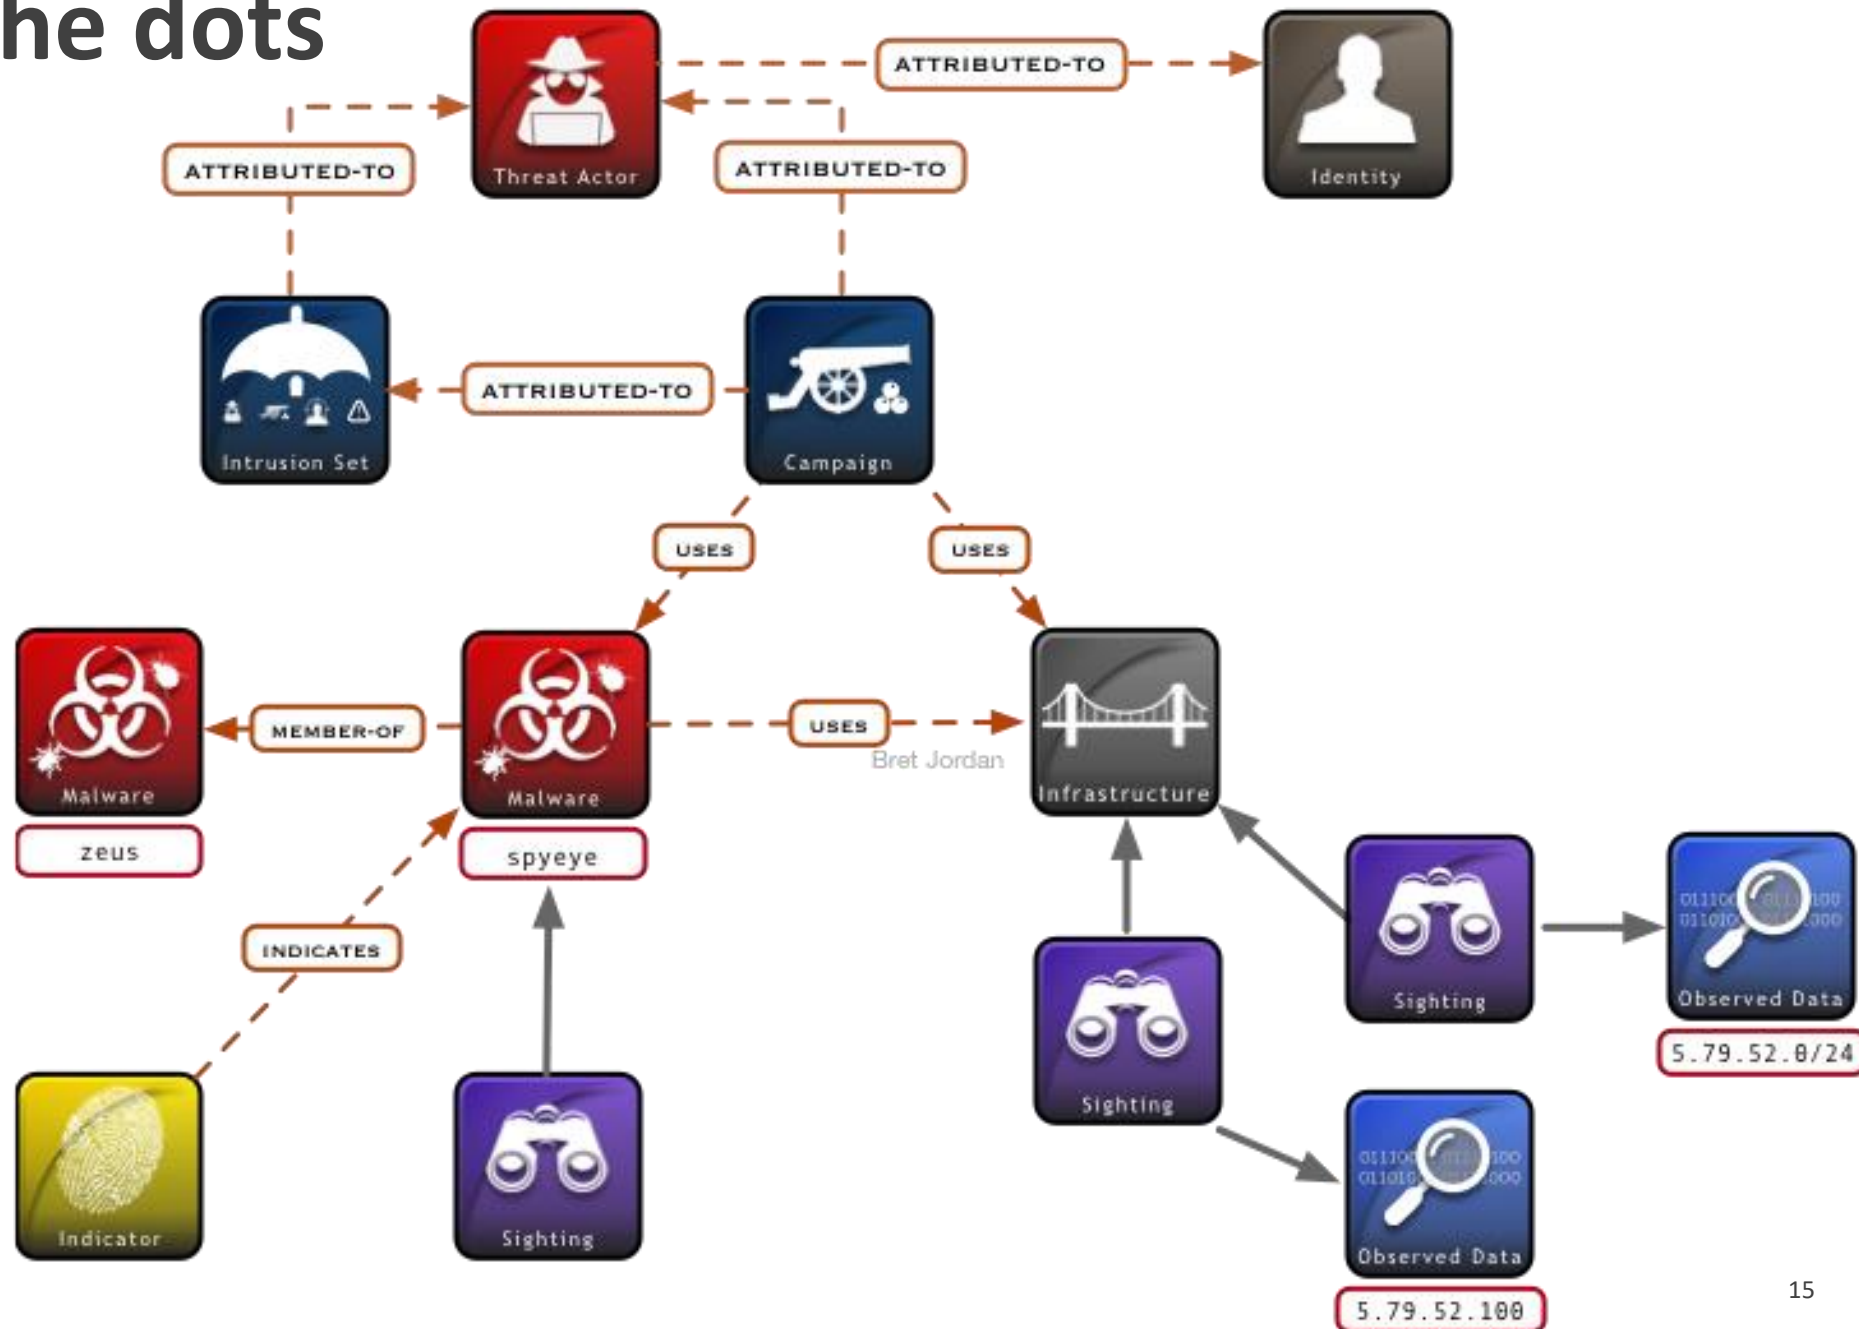 he dots
ATTRIBUTED-TO
ATTRIBUTED-TO
ATTRIBUTED-TO
Threat Actor
Identity
ATTRIBUTED-TO
Intrusion Set
Campaign
USES
USES
MEMBER-OF
USES
Bret Jordan
Malware
Malware
Infrastructure
zeus
spyeye
INDICATES
Sighting
Observed Data
5.79.52.0/24
Sighting
Indicator
Sighting
Observed Data
5.79.52.100
15